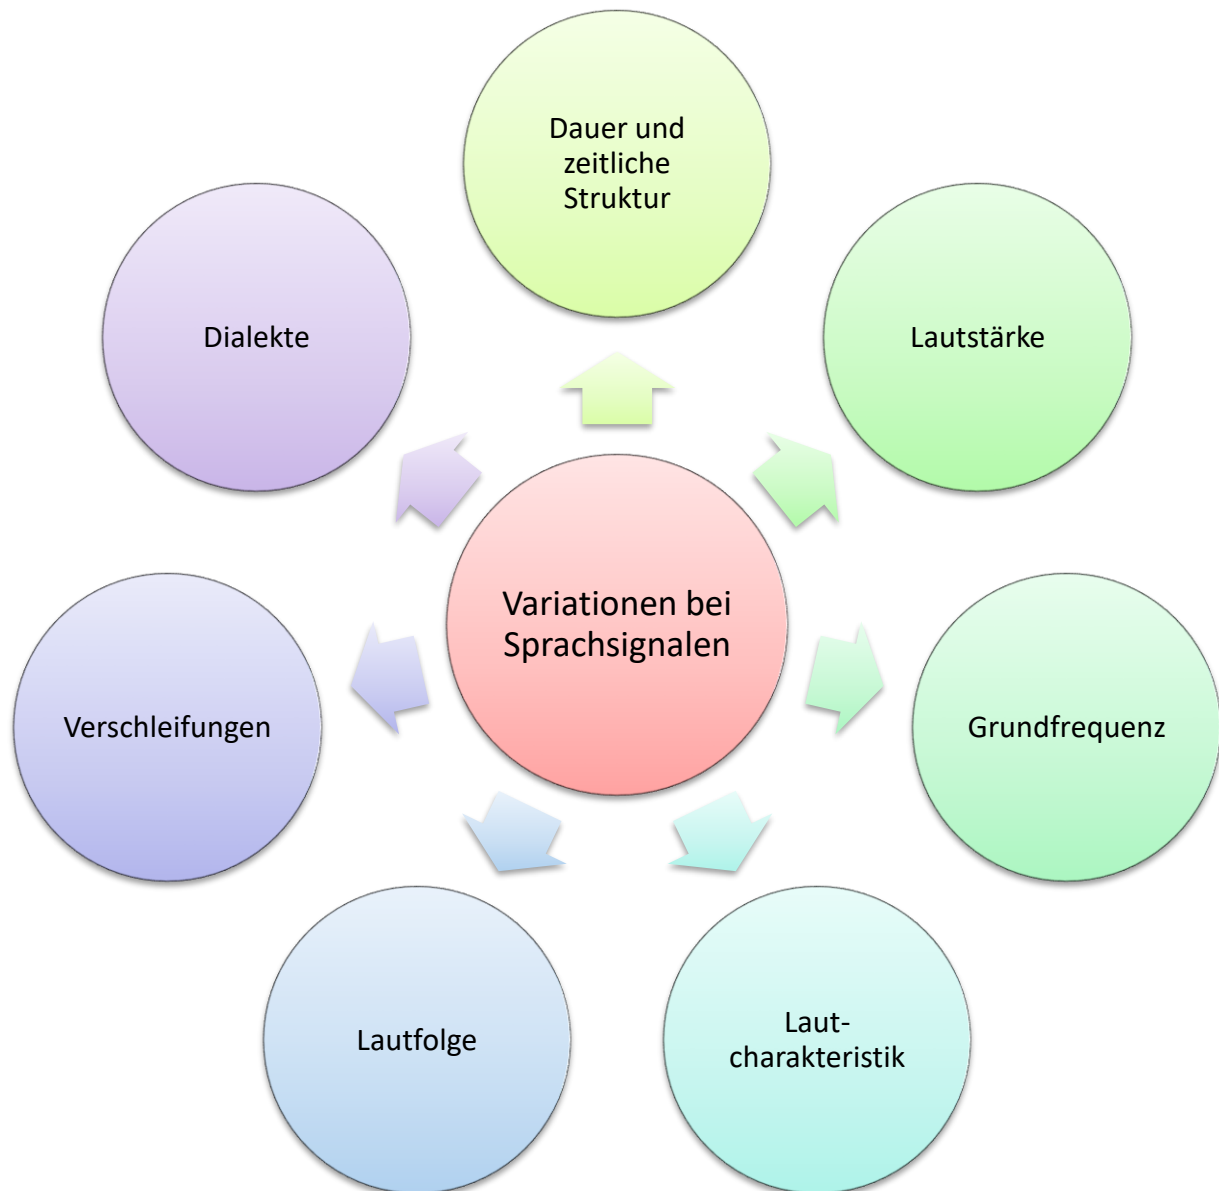 Dauer und
zeitliche
Struktur
Dialekte
Lautstärke
Variationen bei
Sprachsignalen
Verschleifungen
Grundfrequenz
Lautfolge
Laut-
charakteristik